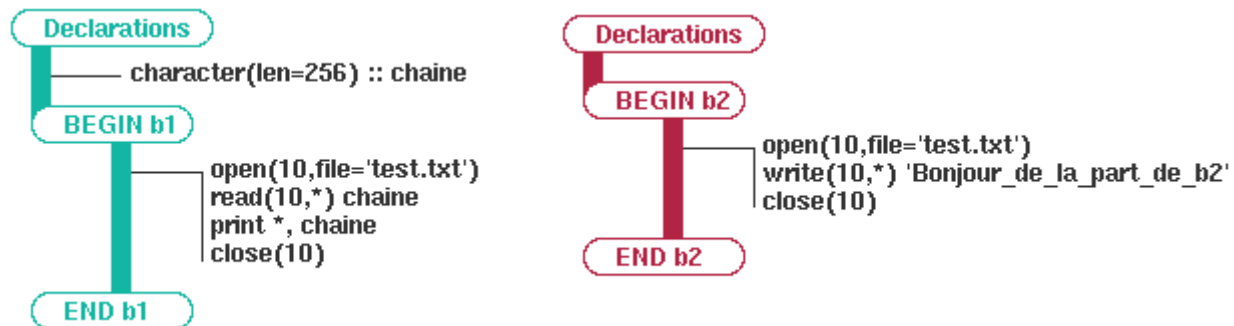 Declarations
character(len=256) :: chaine
BEGIN b1
open(10,file='test.txt')
read(10,*) chaine
print *, chaine
close(10)
END b1
Declarations
BEGIN b2
open(10,file='test.txt')
write(10,*) 'Bonjour_de_la_part_de_b2'
close(10)
END b2